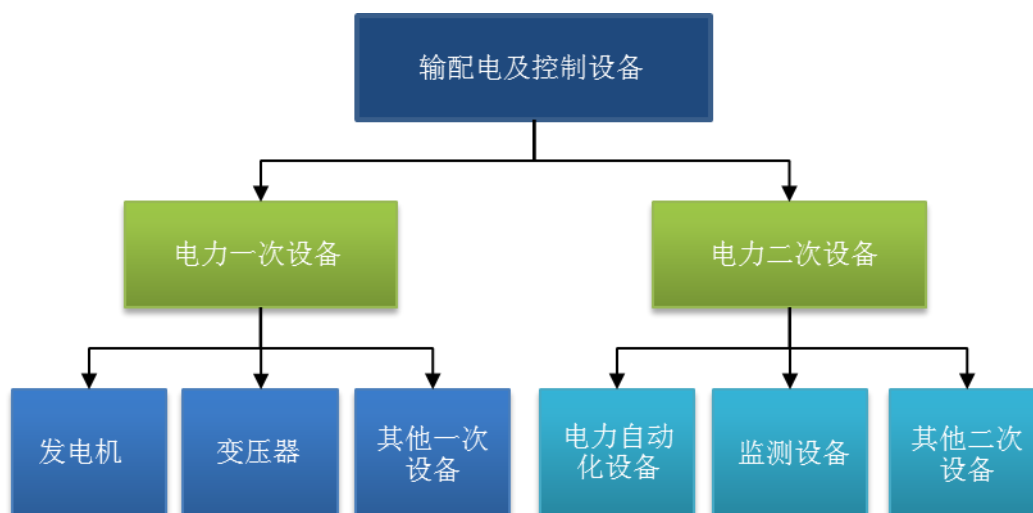 输配电及控制设备
电力一次设备
电力二次设备
发电机
变压器
其他一次
设备
电力自动
化设备
监测设备
其他二次
设备